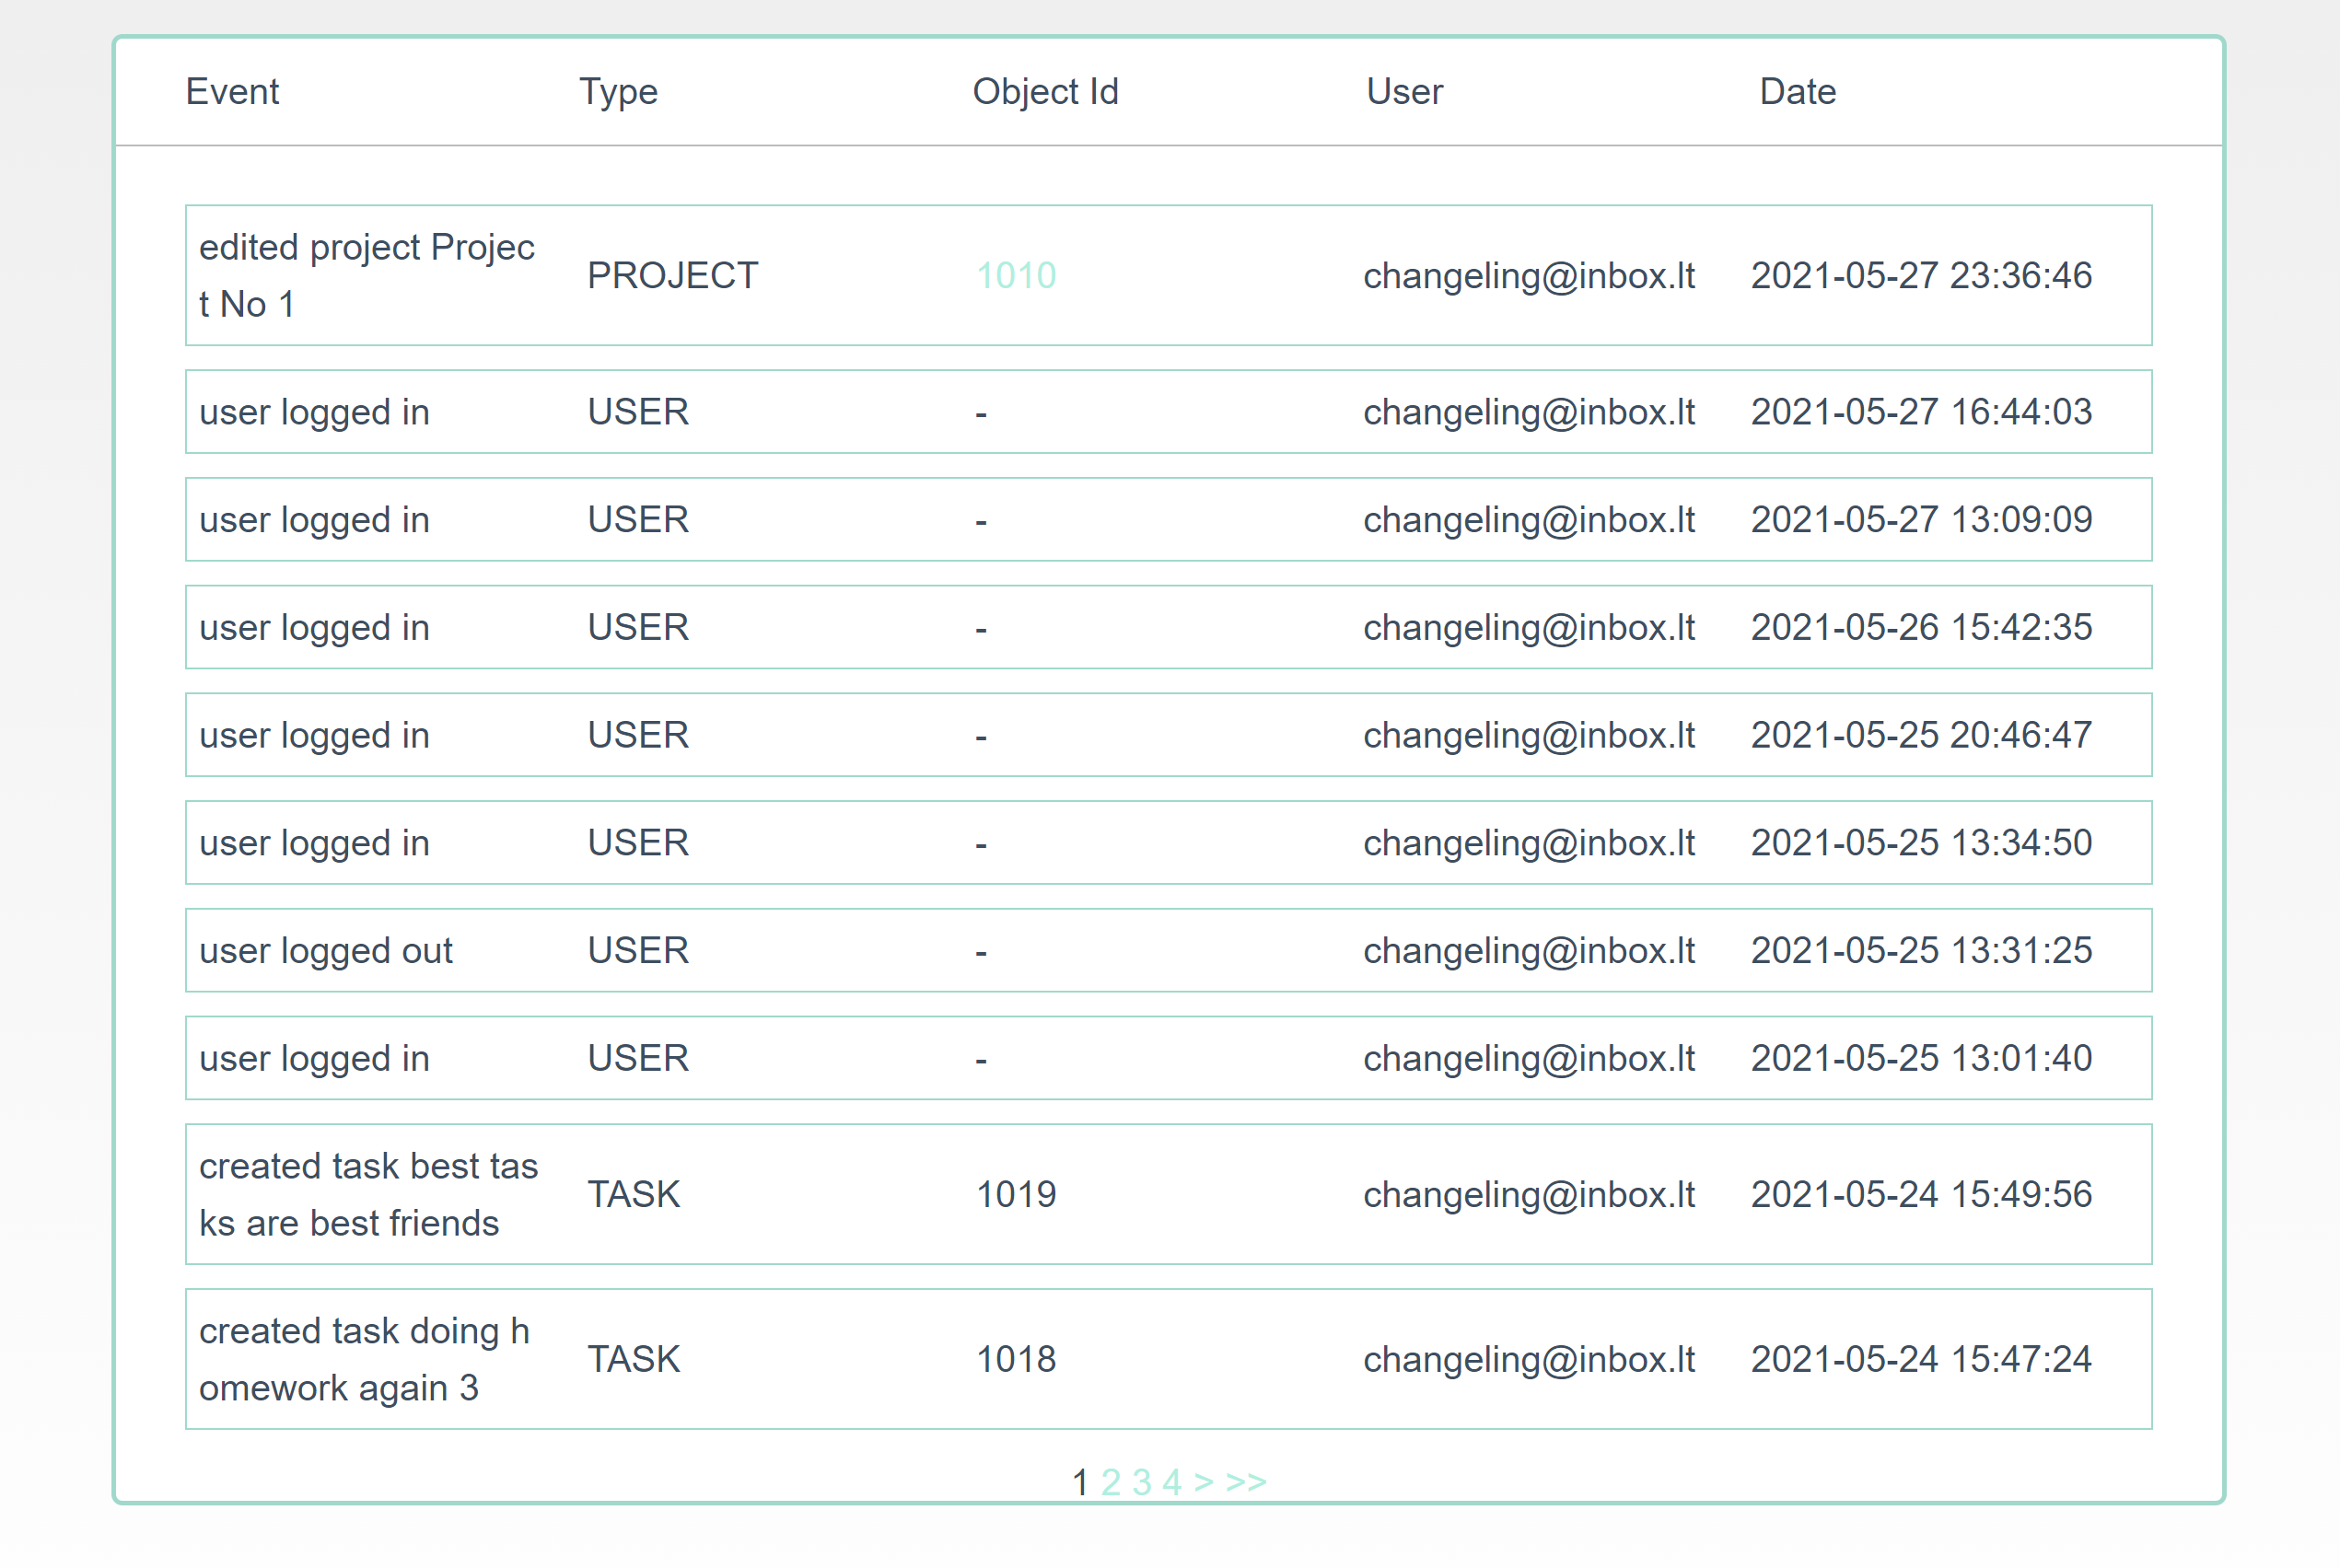 Event Type Object Id User Date
edited project Projec
t No 1 PROJECT 1010 changeling@inbox.lt 2021-05-27 23:36:46
user logged in USER - changeling@inbox.lt 2021-05-27 16:44:03
user logged in USER - changeling@inbox.lt 2021-05-27 13:09:09
user logged in USER - changeling@inbox.lt 2021-05-26 15:42:35
user logged in USER - changeling@inbox.lt 2021-05-25 20:46:47
user logged in USER - changeling@inbox.lt 2021-05-25 13:34:50
user logged out USER - changeling@inbox.lt 2021-05-25 13:31:25
user logged in USER - changeling@inbox.lt 2021-05-25 13:01:40
created task best tas
ks are best friends TASK 1019 changeling@inbox.lt 2021-05-24 15:49:56
created task doing h
omework again 3 TASK 1018 changeling@inbox.lt 2021-05-24 15:47:24
1 2 3 4 > >>